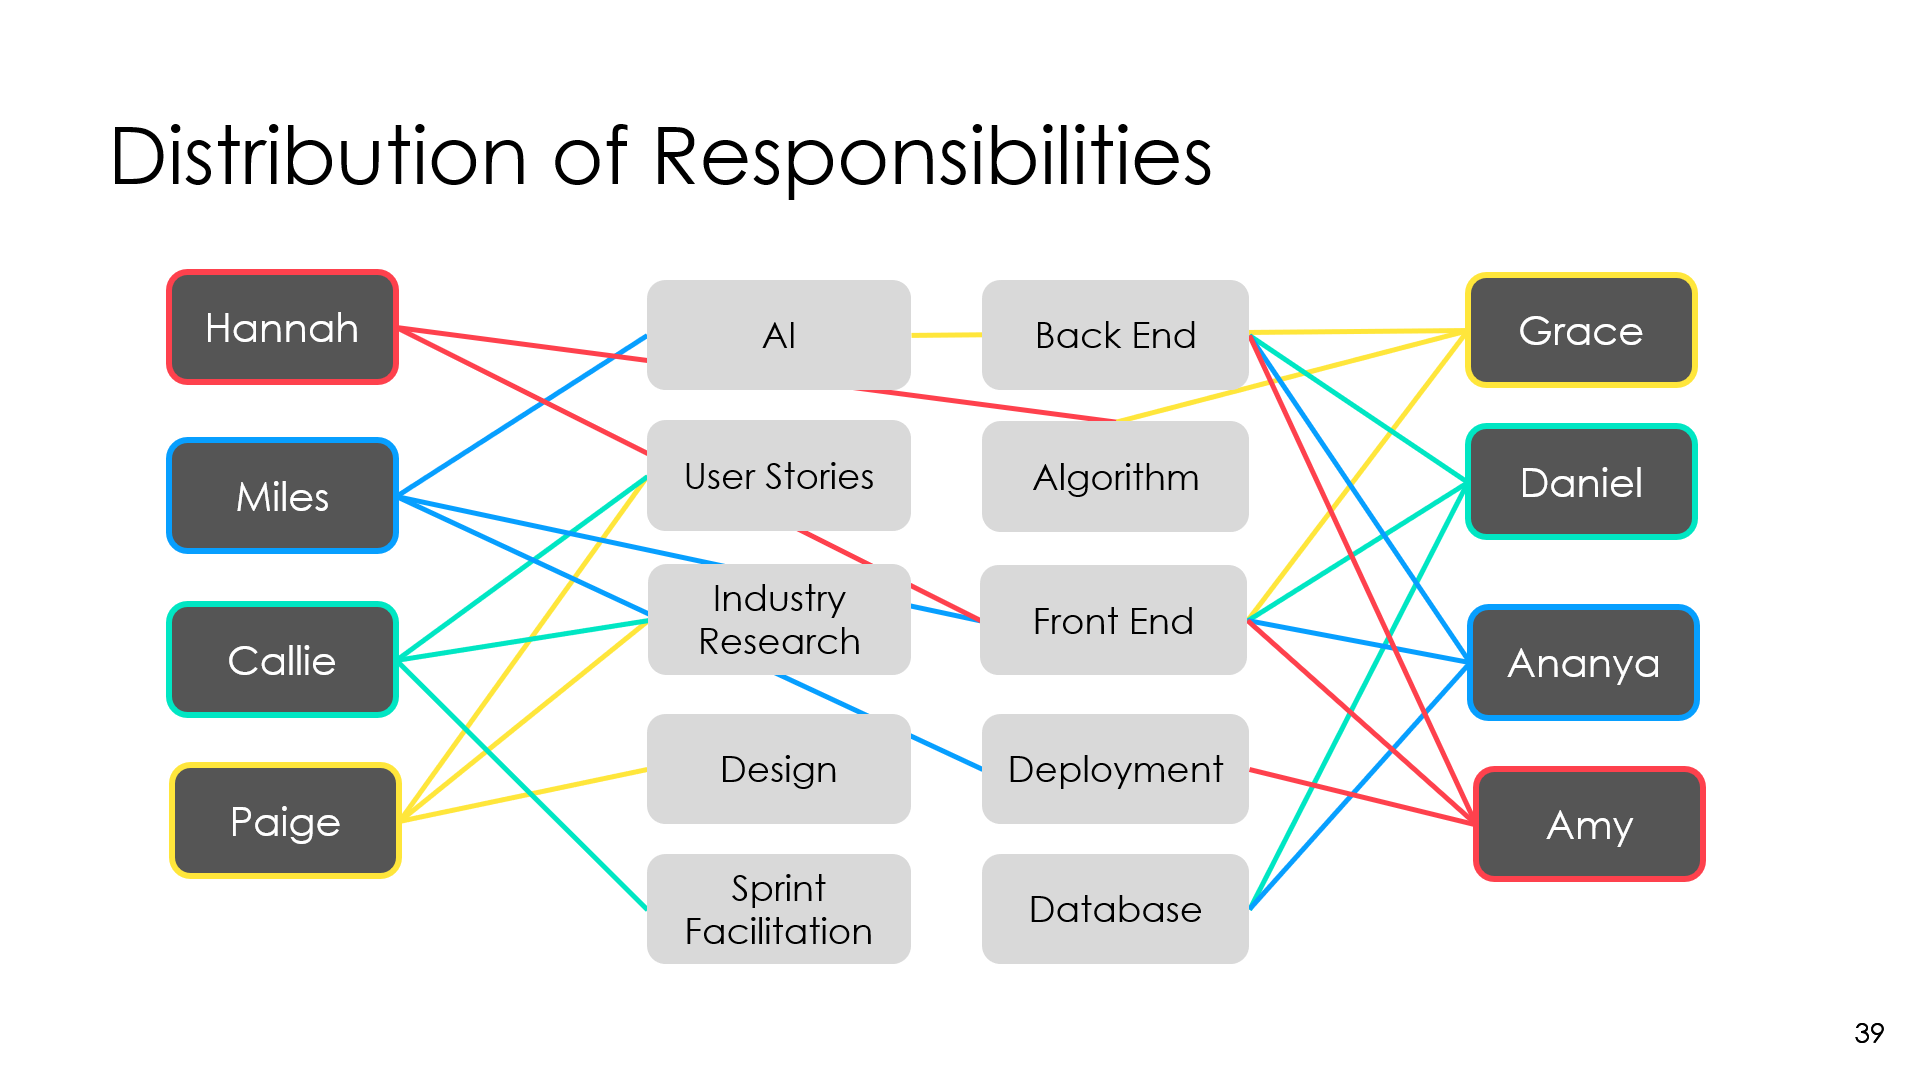 Distribution of Responsibilities
Hannah
Miles
Callie
Paige
AI
User Stories
Industry
Research
Design
Sprint
Facilitation
Back End
Algorithm
Front End
Deployment
Database
Grace
Daniel
Ananya
Amy
39